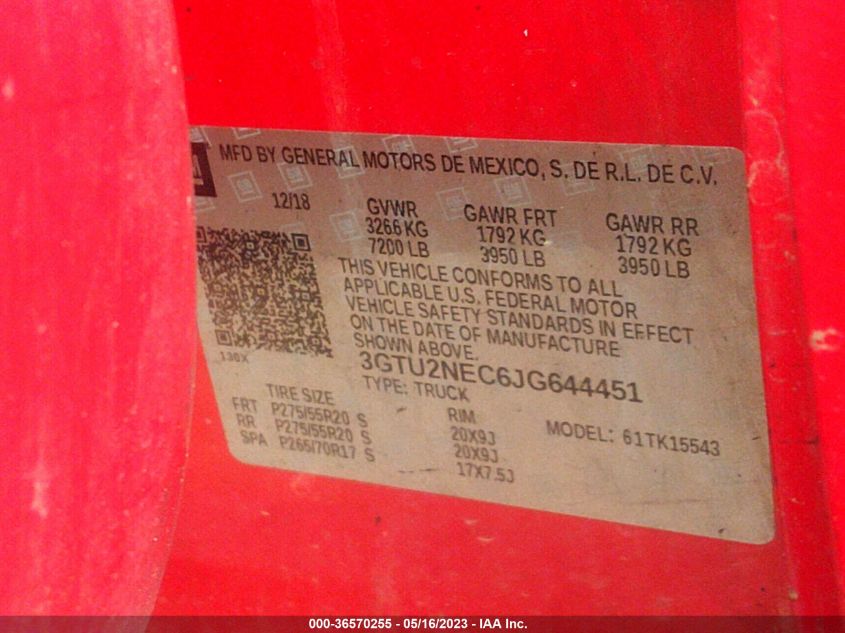 MFD BY GENERAL MOTORS DE MEXICO, S. DE R.L. DE C.V.
12/18 GVWR GAWR FRT GAWR RR
3266 KG 1792 KG 1792 KG
7200 LB 3950 LB 3950 LB
THIS VEHICLE CONFORMS TO ALL
APPLICABLE U.S. FEDERAL MOTOR
VEHICLE SAFETY STANDARDS IN EFFECT
ON THE DATE OF MANUFACTURE
SHOWN ABOVE.
130X
3GTU2NEC6JG644451
TYPE: TRUCK
TIRE SIZE RIM MODEL: 61TK15543
FRT P275/55R20 S 20X9J
RR P275/55R20 S 20X9J
SPA P265/70R17 S 17X7.5J
000-36570255 - 05/16/2023 - IAA Inc.